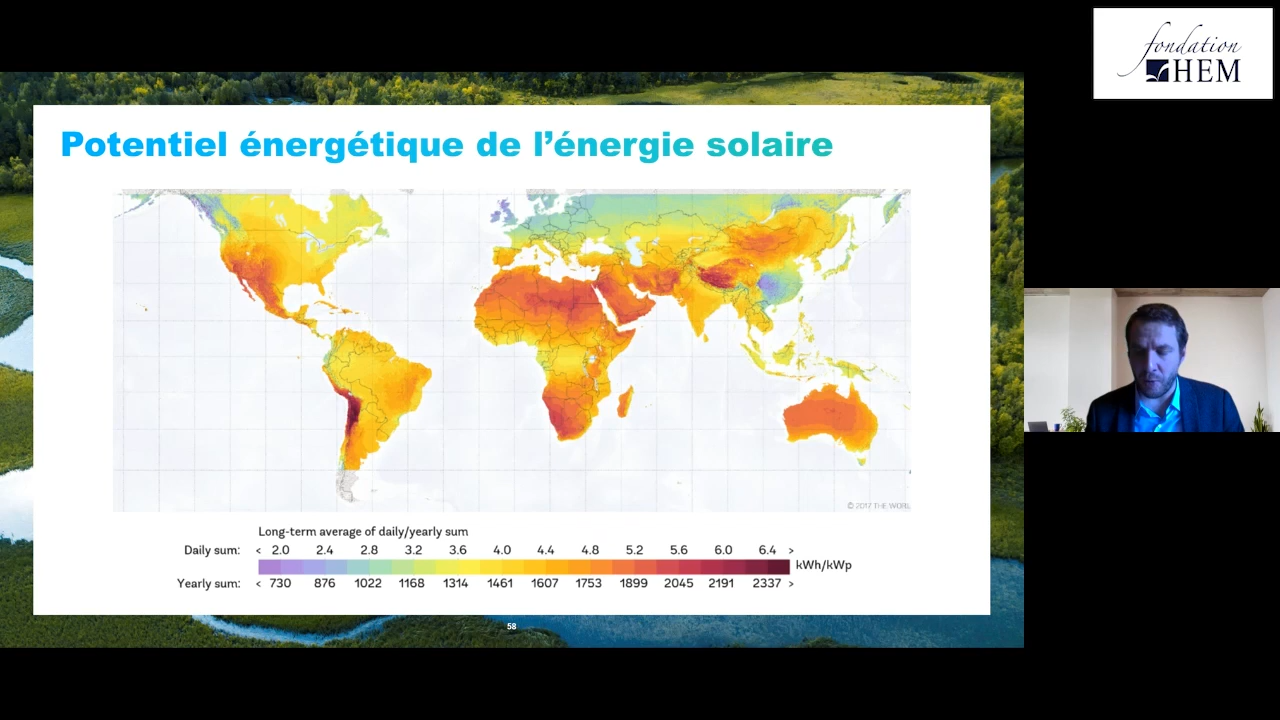 fondation
HEM
Potentiel énergétique de l’énergie solaire
© 2017 THE WORL
Long-term average of daily/yearly sum
Daily sum: < 2.0 2.4 2.8 3.2 3.6 4.0 4.4 4.8 5.2 5.6 6.0 6.4 >
kWh/kWp
Yearly sum: < 730 876 1022 1168 1314 1461 1607 1753 1899 2045 2191 2337 >
58